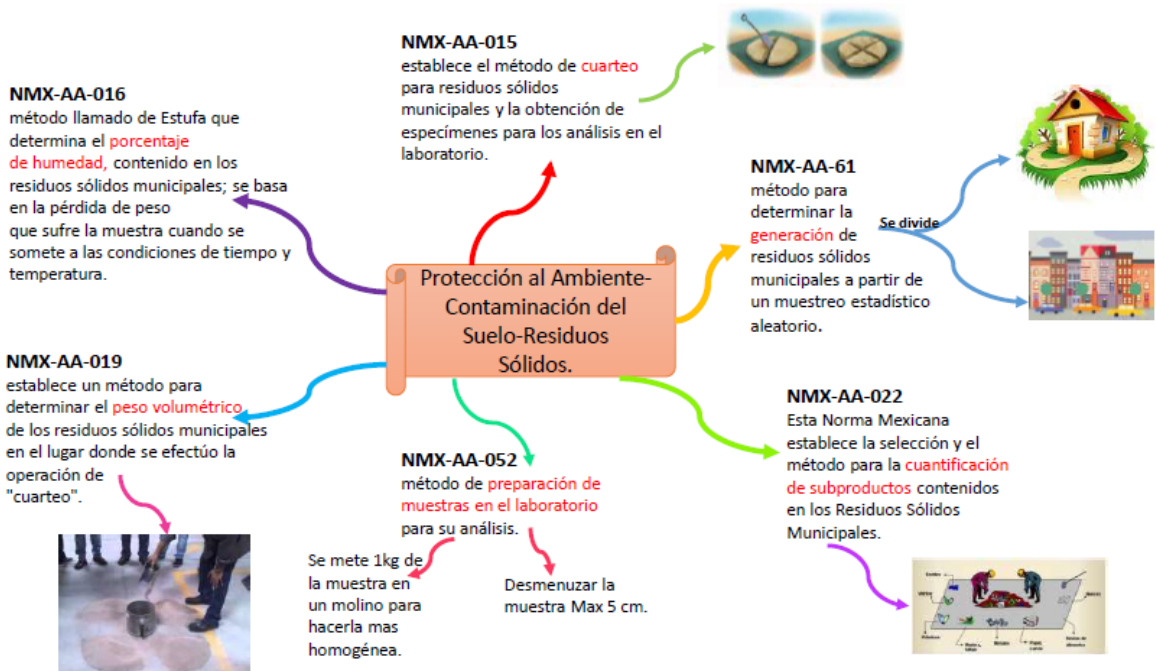 NMX-AA-015
establece el método de cuarteo
para residuos sólidos
municipales y la obtención de
especímenes para los análisis en el
laboratorio.
NMX-AA-016
método llamado de Estufa que
determina el porcentaje
de humedad, contenido en los
residuos sólidos municipales; se basa
en la pérdida de peso
que sufre la muestra cuando se
somete a las condiciones de tiempo y
temperatura.
NMX-AA-61
método para
determinar la
generación de
residuos sólidos
municipales a partir de
un muestreo estadístico
aleatorio.
Se divide
Protección al Ambiente-
Contaminación del
Suelo-Residuos
Sólidos.
NMX-AA-019
establece un método para
determinar el peso volumétrico
de los residuos sólidos municipales
en el lugar donde se efectúo la
operación de
"cuarteo".
NMX-AA-052
método de preparación de
muestras en el laboratorio
para su análisis.
Se mete 1kg de
la muestra en
un molino para
hacerla mas
homogénea.
Desmenuzar la
muestra Max 5 cm.
NMX-AA-022
Esta Norma Mexicana
establece la selección y el
método para la cuantificación
de subproductos contenidos
en los Residuos Sólidos
Municipales.